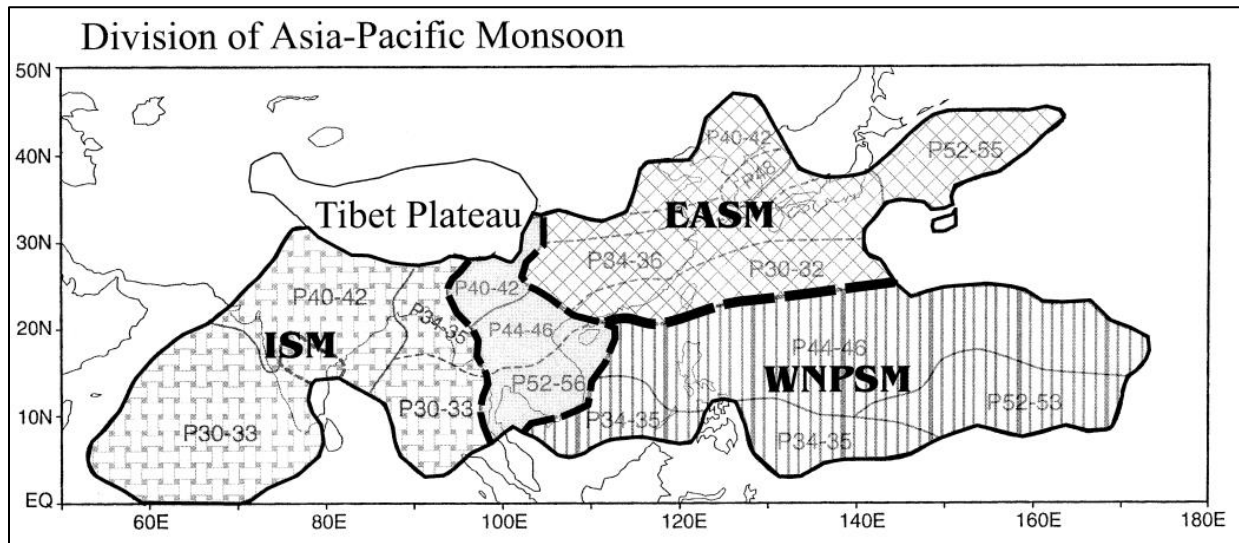 Division of Asia-Pacific Monsoon
50N
40N
30N
20N
10N
EQ
60E 80E 100E 120E 140E 160E 180E
P40-42
P48
P52-55
Tibet Plateau
EASM
P34-36
P30-32
P40-42
P40-42
P34-35
P44-46
P44-46
ISM
WNPSM
P52-56
P52-53
P30-33
P30-33
P34-35
P34-35